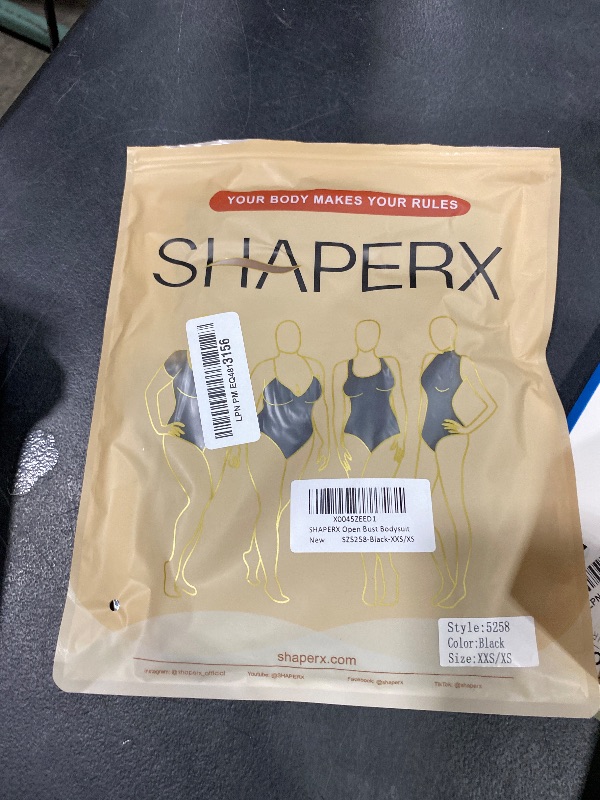 YOUR BODY MAKES YOUR RULES
SHAPERX
LPN PM EQ4813156
X0045ZEED1
SHAPERX Open Bust Bodysuit
New SZ5258-Black-XXS/XS
Style:5258
Color:Black
Size:XXS/XS
shaperx.com
Instagram: @shaperx_official
Youtube: @SHAPERX
Facebook: @shaperx
TikTok: @shaperx
LPN